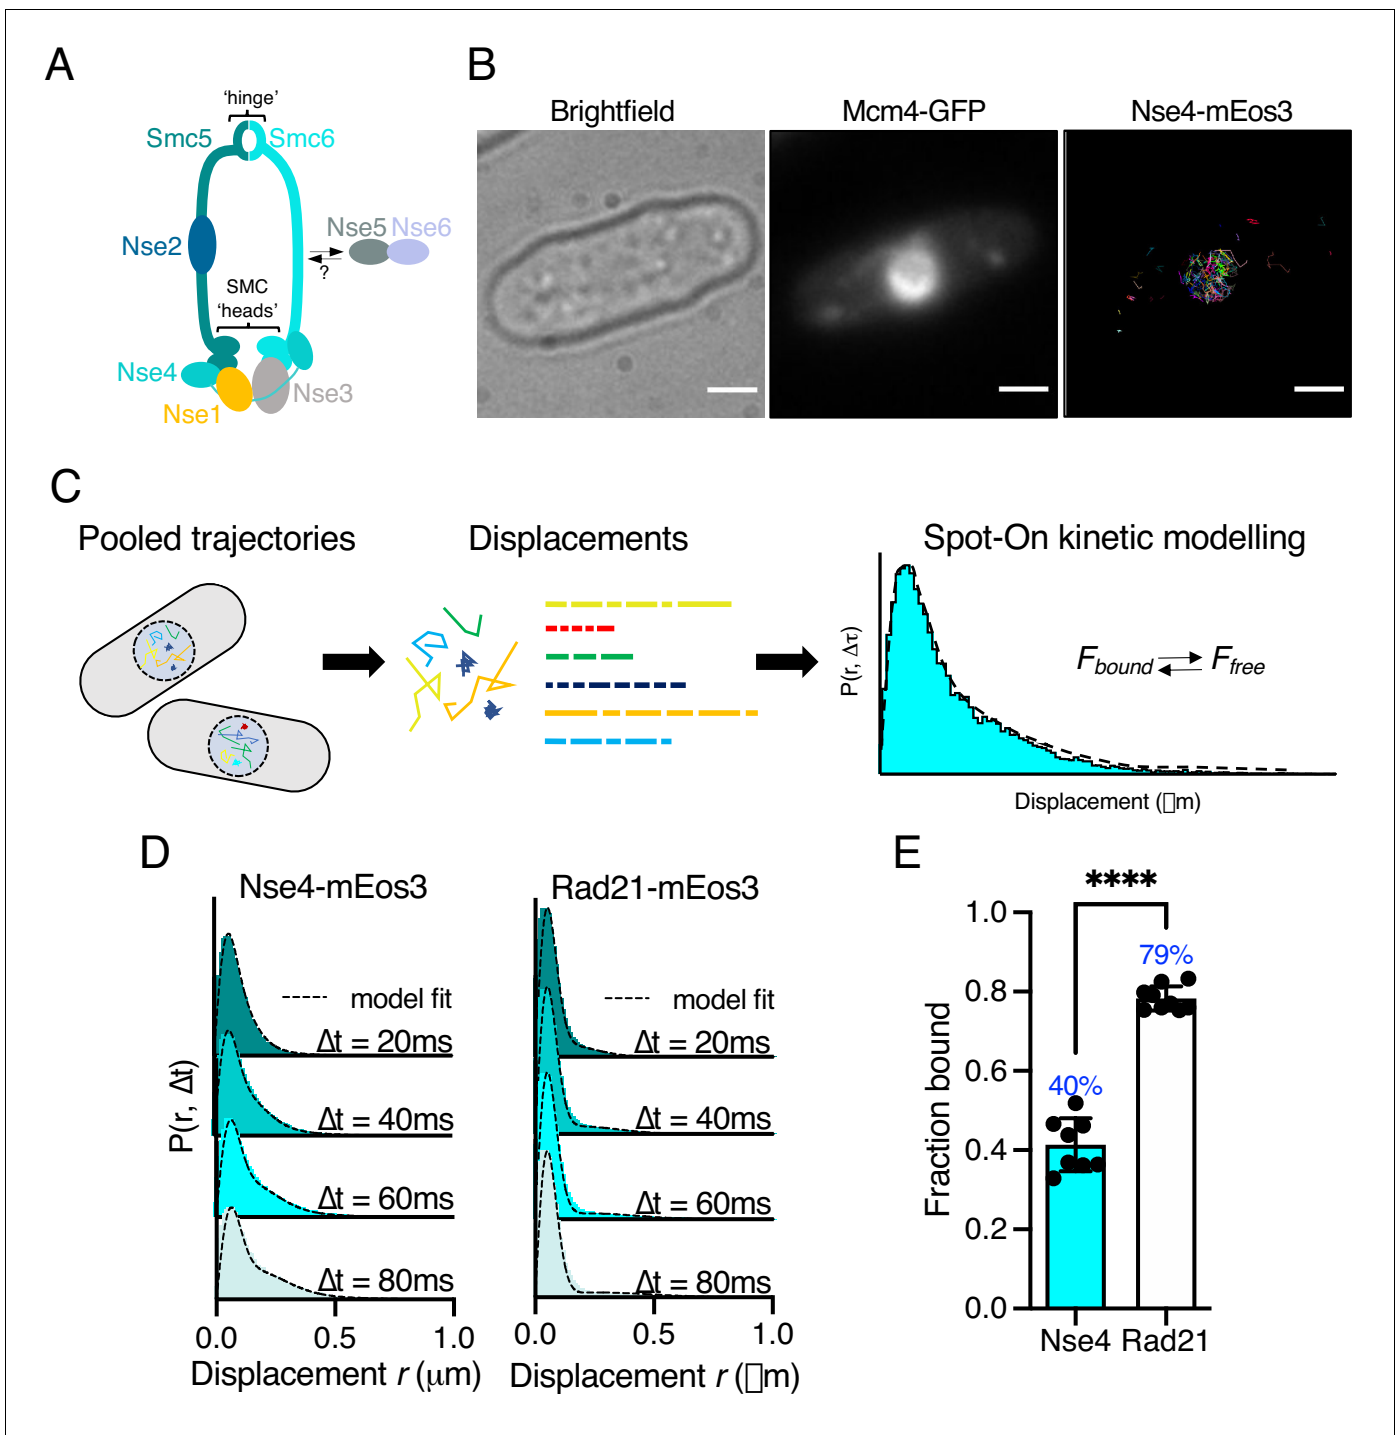 A
'hinge'
Smc5
Smc6
Nse2
Nse5
Nse6
?
SMC
'heads'
Nse4
Nse1
Nse3
B
Brightfield
Mcm4-GFP
Nse4-mEos3
C
Pooled trajectories
Displacements
Spot-On kinetic modelling
P(r, Δτ)
Fbound
Ffree
Displacement (▯m)
D
Nse4-mEos3
Rad21-mEos3
P(r, Δt)
model fit
Δt = 20ms
Δt = 40ms
Δt = 60ms
Δt = 80ms
0.0
0.5
1.0
Displacement r (μm)
model fit
Δt = 20ms
Δt = 40ms
Δt = 60ms
Δt = 80ms
0.0
0.5
1.0
Displacement r (▯m)
E
****
Fraction bound
1.0
0.8
0.6
0.4
0.2
0.0
40%
79%
Nse4
Rad21